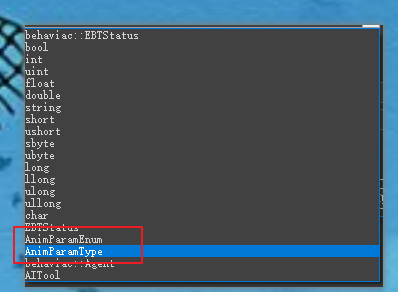 behaviac::EBTStatus
bool
int
uint
float
double
string
short
ushort
sbyte
ubyte
long
llong
ulong
ullong
char
EBTStatus
AnimParamEnum
AnimParamType
behaviac::Agent
AITool